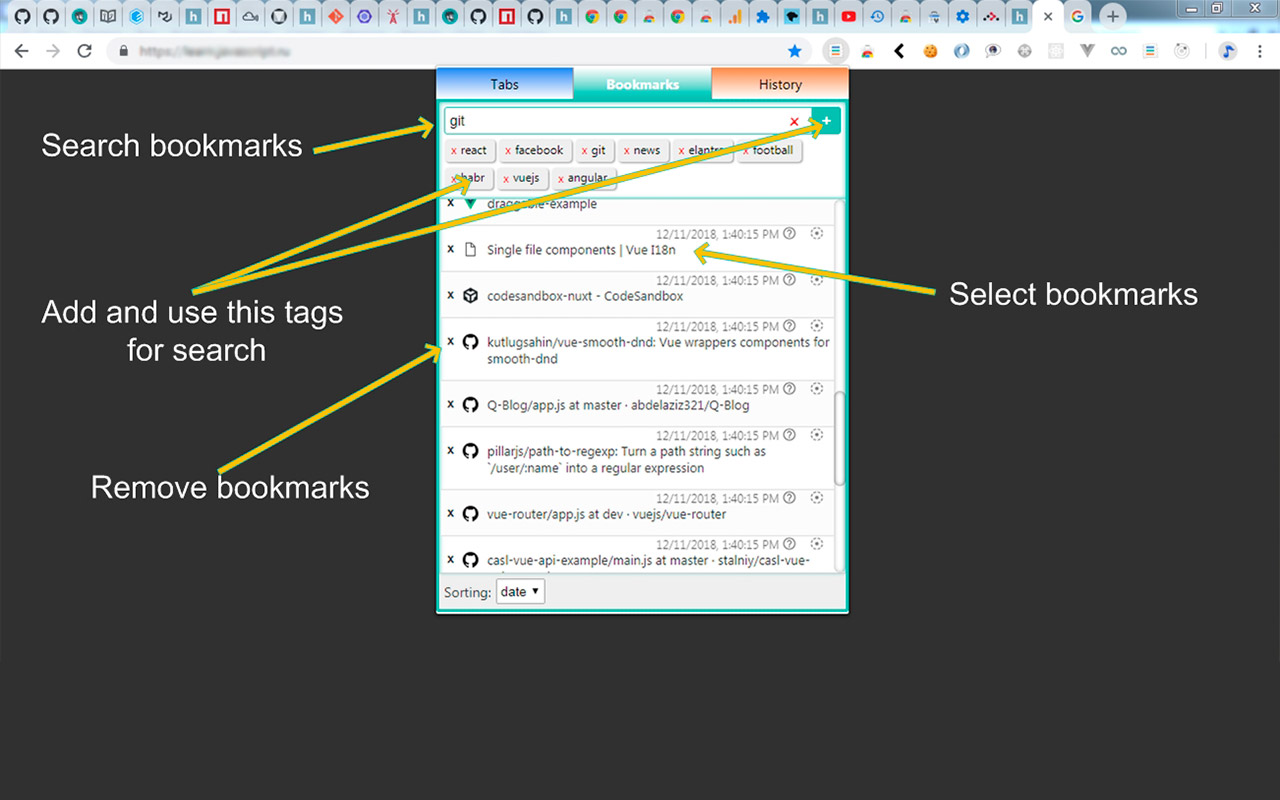 Tabs
Bookmarks
History
git
x react
x facebook
x git
x news
x elantra
x football
x habr
x vuejs
x angular
x draggable-example
12/11/2018, 1:40:15 PM
x Single file components | Vue I18n
12/11/2018, 1:40:15 PM
x codesandbox-nuxt - CodeSandbox
12/11/2018, 1:40:15 PM
x kutlugsahin/vue-smooth-dnd: Vue wrappers components for
smooth-dnd
12/11/2018, 1:40:15 PM
x Q-Blog/app.js at master · abdelaziz321/Q-Blog
12/11/2018, 1:40:15 PM
x pillarjs/path-to-regexp: Turn a path string such as
`/user/:name` into a regular expression
12/11/2018, 1:40:15 PM
x vue-router/app.js at dev · vuejs/vue-router
12/11/2018, 1:40:15 PM
x casl-vue-api-example/main.js at master · stalniy/casl-vue-
Sorting: date
Search bookmarks
Add and use this tags
for search
Remove bookmarks
Select bookmarks